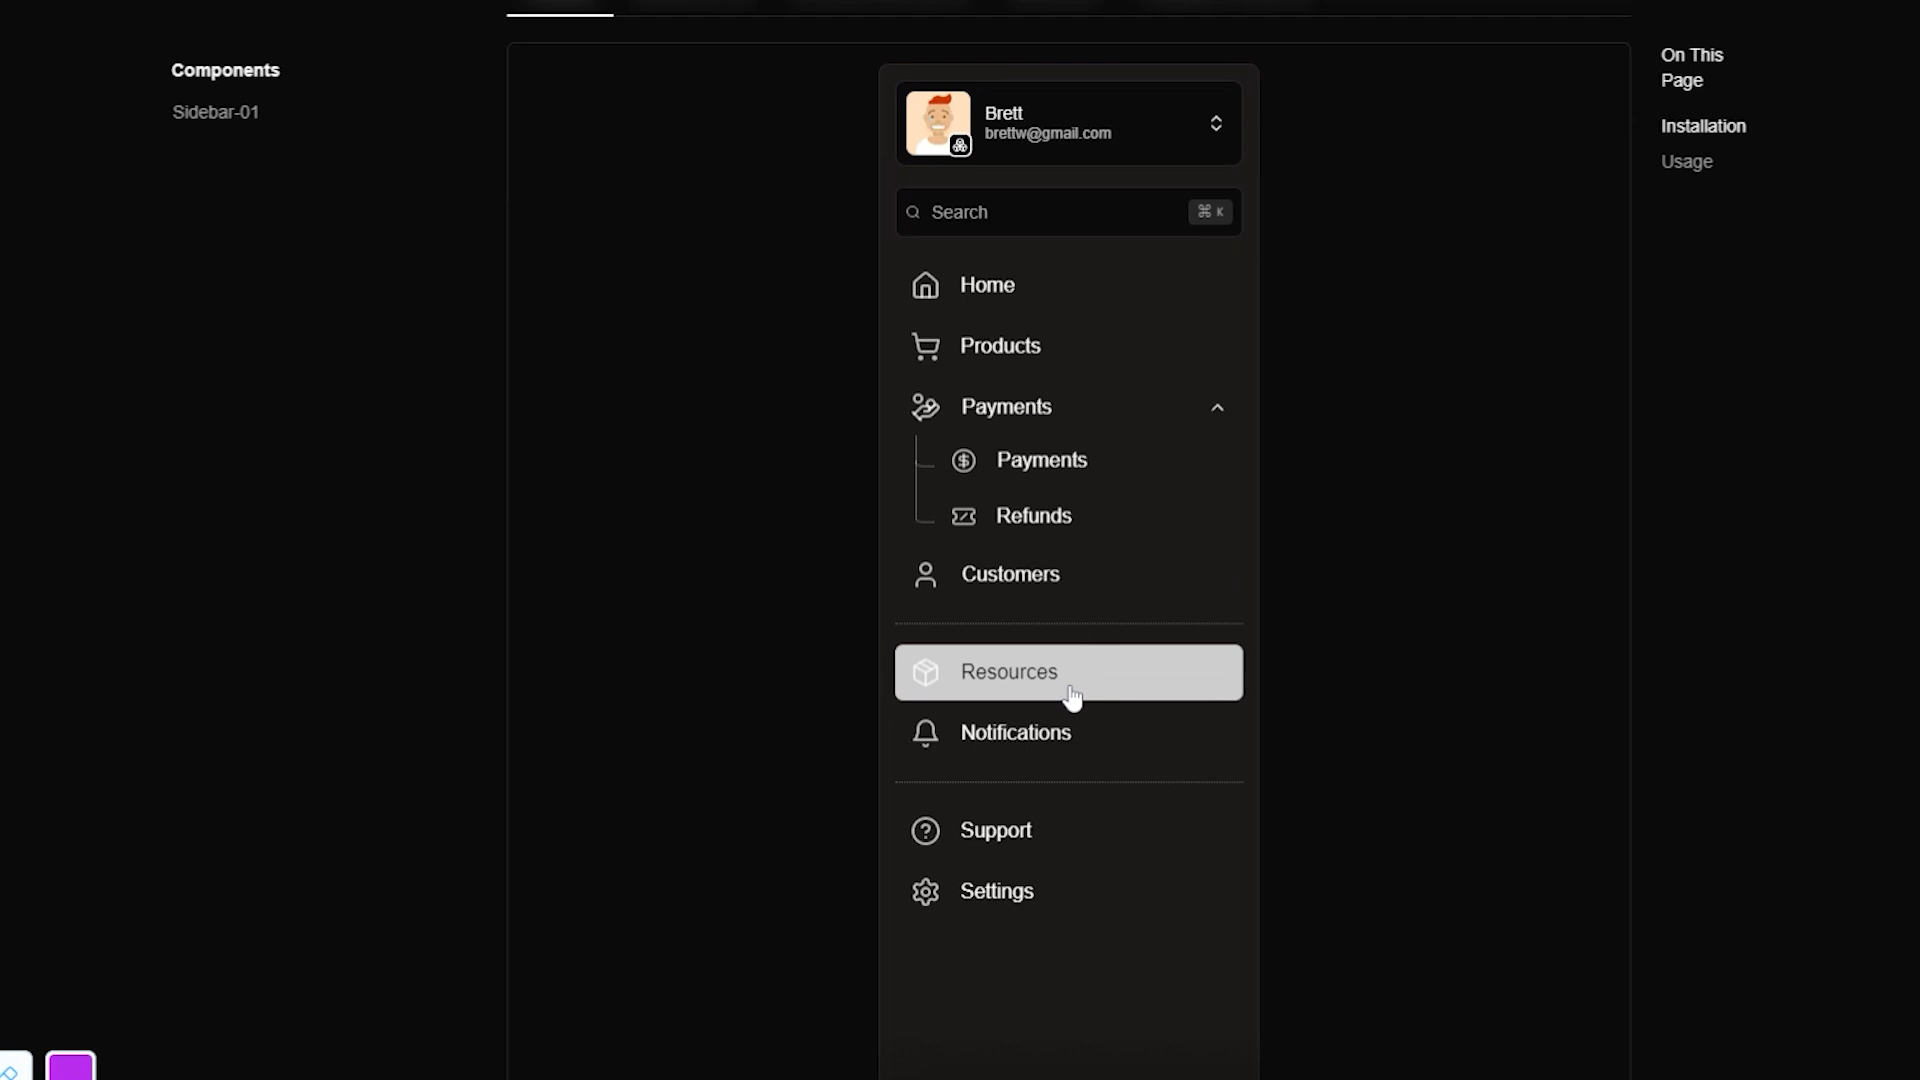 Components
Sidebar-01
Brett
brettw@gmail.com
Search
⌘ K
Home
Products
Payments
Payments
Refunds
Customers
Resources
Notifications
Support
Settings
On This
Page
Installation
Usage